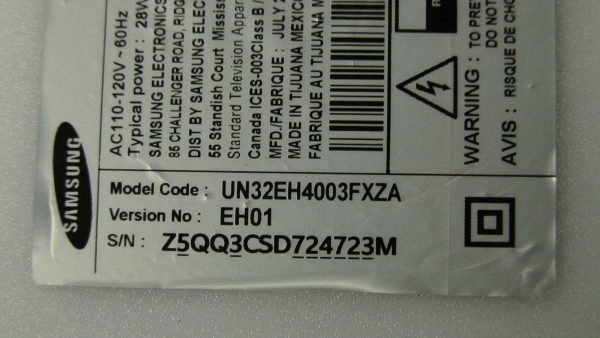 SAMSUNG
AC110-120V ~ 60Hz
Typical power : 28W
SAMSUNG ELECTRONICS
85 CHALLENGER ROAD, RIDG
DIST BY SAMSUNG ELEC
55 Standish Court Mississ
Standard Television Appara
Canada ICES-003Class B /
MFD./FABRIQUE : JULY 2
MADE IN TIJUANA MEXICO
FABRIQUE AU TIJUANA M
WARNING : TO PREV
DO NOT
AVIS : RISQUE DE CHO
Model Code : UN32EH4003FXZA
Version No : EH01
S/N : Z5QQ3CSD724723M